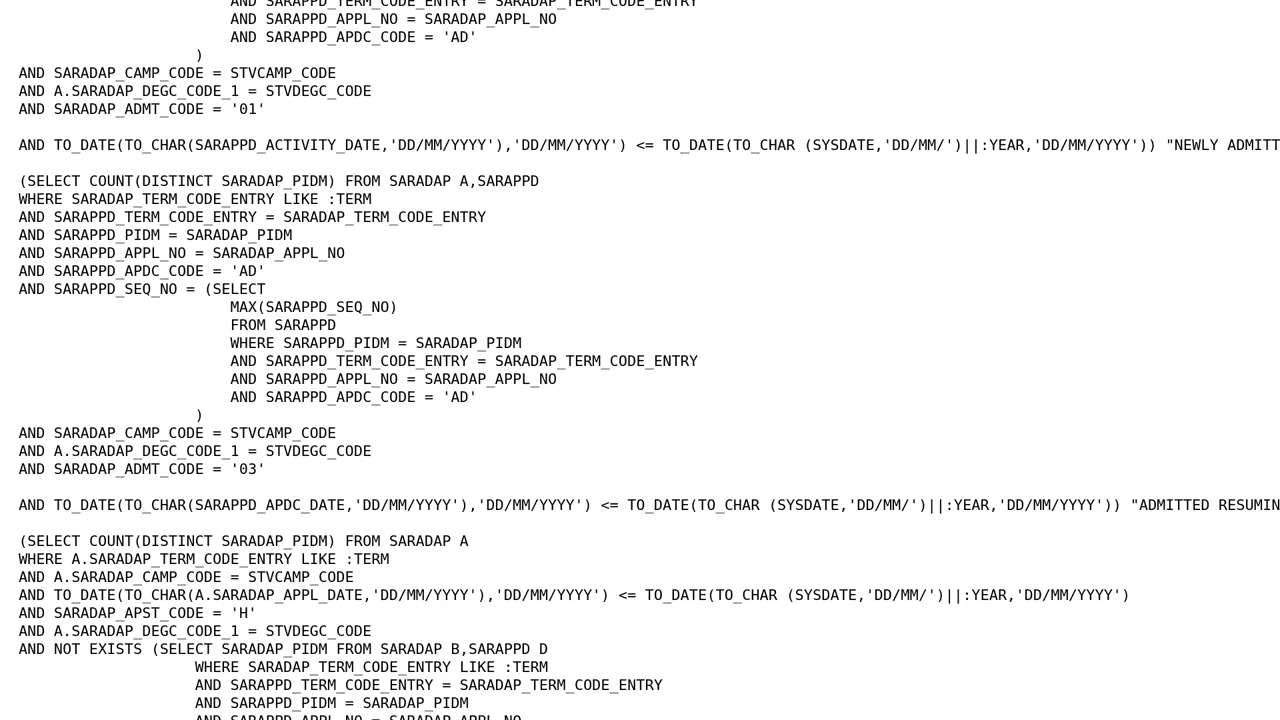 AND SARAPPD_TERM_CODE_ENTRY = SARADAP_TERM_CODE_ENTRY
AND SARAPPD_APPL_NO = SARADAP_APPL_NO
AND SARAPPD_APDC_CODE = 'AD'
)
AND SARADAP_CAMP_CODE = STVCAMP_CODE
AND A.SARADAP_DEGC_CODE_1 = STVDEGC_CODE
AND SARADAP_ADMT_CODE = '01'
AND TO_DATE(TO_CHAR(SARAPPD_ACTIVITY_DATE,'DD/MM/YYYY'),'DD/MM/YYYY') <= TO_DATE(TO_CHAR (SYSDATE,'DD/MM/')||:YEAR,'DD/MM/YYYY')) "NEWLY ADMITT
(SELECT COUNT(DISTINCT SARADAP_PIDM) FROM SARADAP A,SARAPPD
WHERE SARADAP_TERM_CODE_ENTRY LIKE :TERM
AND SARAPPD_TERM_CODE_ENTRY = SARADAP_TERM_CODE_ENTRY
AND SARAPPD_PIDM = SARADAP_PIDM
AND SARAPPD_APPL_NO = SARADAP_APPL_NO
AND SARAPPD_APDC_CODE = 'AD'
AND SARAPPD_SEQ_NO = (SELECT
MAX(SARAPPD_SEQ_NO)
FROM SARAPPD
WHERE SARAPPD_PIDM = SARADAP_PIDM
AND SARAPPD_TERM_CODE_ENTRY = SARADAP_TERM_CODE_ENTRY
AND SARAPPD_APPL_NO = SARADAP_APPL_NO
AND SARAPPD_APDC_CODE = 'AD'
)
AND SARADAP_CAMP_CODE = STVCAMP_CODE
AND A.SARADAP_DEGC_CODE_1 = STVDEGC_CODE
AND SARADAP_ADMT_CODE = '03'
AND TO_DATE(TO_CHAR(SARAPPD_APDC_DATE,'DD/MM/YYYY'),'DD/MM/YYYY') <= TO_DATE(TO_CHAR (SYSDATE,'DD/MM/')||:YEAR,'DD/MM/YYYY')) "ADMITTED RESUMIN
(SELECT COUNT(DISTINCT SARADAP_PIDM) FROM SARADAP A
WHERE A.SARADAP_TERM_CODE_ENTRY LIKE :TERM
AND A.SARADAP_CAMP_CODE = STVCAMP_CODE
AND TO_DATE(TO_CHAR(A.SARADAP_APPL_DATE,'DD/MM/YYYY'),'DD/MM/YYYY') <= TO_DATE(TO_CHAR (SYSDATE,'DD/MM/')||:YEAR,'DD/MM/YYYY')
AND SARADAP_APST_CODE = 'H'
AND A.SARADAP_DEGC_CODE_1 = STVDEGC_CODE
AND NOT EXISTS (SELECT SARADAP_PIDM FROM SARADAP B,SARAPPD D
WHERE SARADAP_TERM_CODE_ENTRY LIKE :TERM
AND SARAPPD_TERM_CODE_ENTRY = SARADAP_TERM_CODE_ENTRY
AND SARAPPD_PIDM = SARADAP_PIDM
AND SARAPPD_APPL_NO = SARADAP_APPL_NO